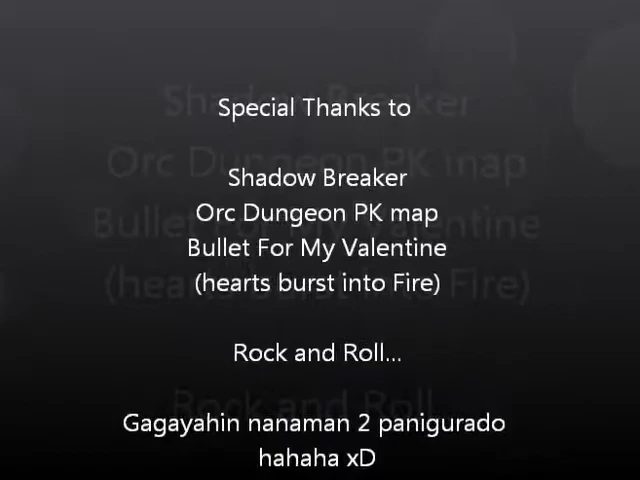 Special Thanks to
Shadow Breaker
Orc Dungeon PK map
Bullet For My Valentine
(hearts burst into Fire)
Rock and Roll...
Gagayahin nanaman 2 panigurado
hahaha xD